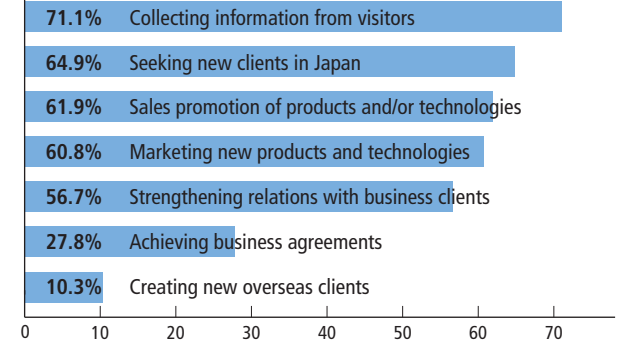 71.1% Collecting information from visitors
64.9% Seeking new clients in Japan
61.9% Sales promotion of products and/or technologies
60.8% Marketing new products and technologies
56.7% Strengthening relations with business clients
27.8% Achieving business agreements
10.3% Creating new overseas clients
0 10 20 30 40 50 60 70